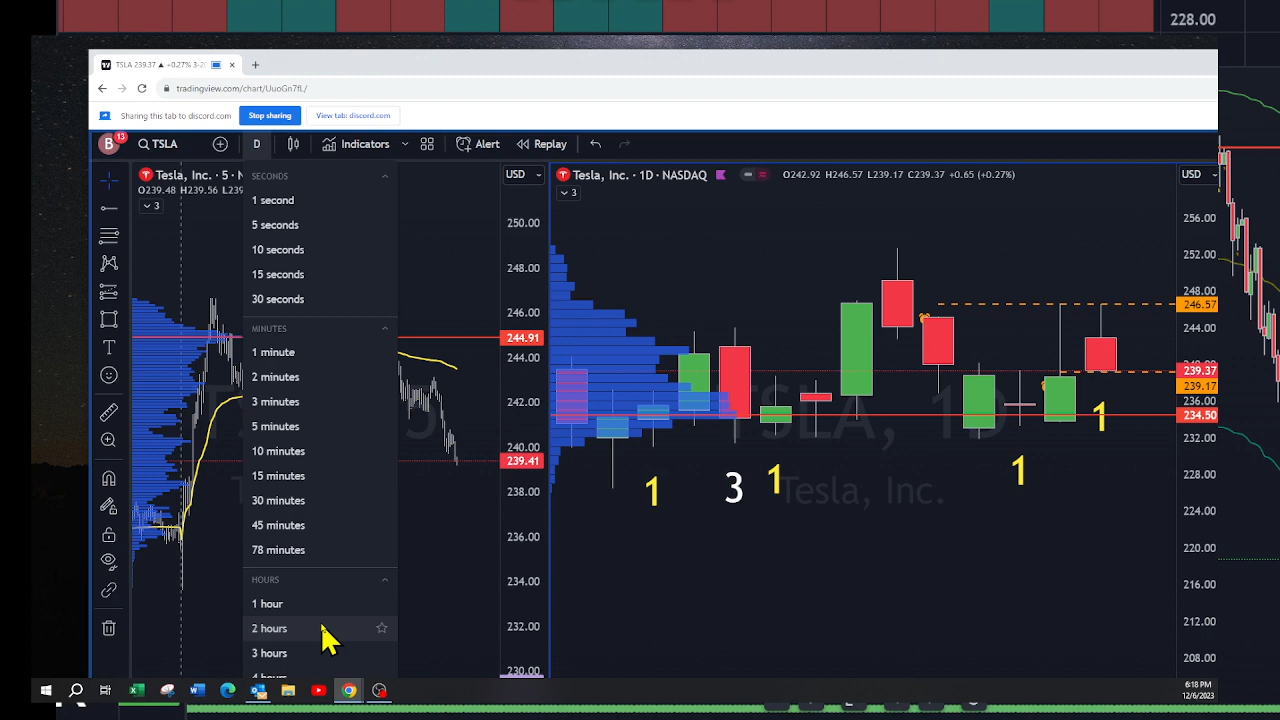 228.00
TSLA 239.37 ▲ +0.27%
tradingview.com/chart/UuoGn7fL/
Sharing this tab to discord.com
Stop sharing
View tab: discord.com
B
13
TSLA
D
Indicators
Alert
Replay
Tesla, Inc. · 5 · N
O239.48 H239.56 L239
3
USD
SECONDS
1 second
5 seconds
10 seconds
15 seconds
30 seconds
MINUTES
1 minute
2 minutes
3 minutes
5 minutes
10 minutes
15 minutes
30 minutes
45 minutes
78 minutes
HOURS
1 hour
2 hours
3 hours
250.00
248.00
246.00
244.91
244.00
242.00
240.00
239.41
238.00
236.00
234.00
232.00
230.00
Tesla, Inc. · 1D · NASDAQ
O242.92 H246.57 L239.17 C239.37 +0.65 (+0.27%)
3
USD
TSLA, 1D
Tesla, Inc.
1
3
1
1
1
256.00
252.00
248.00
246.57
244.00
239.37
239.17
236.00
234.50
232.00
228.00
224.00
220.00
216.00
212.00
208.00
6:18 PM
12/6/2023